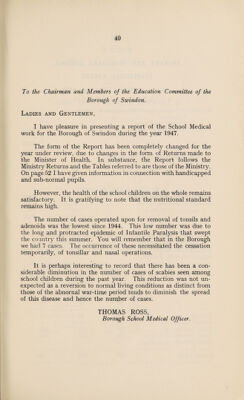 40
To the Chairman and Members of the Education Committee of the
Borough of Swindon.
LADIES AND GENTLEMEN,
I have pleasure in presenting a report of the School Medical
work for the Borough of Swindon during the year 1947.
The form of the Report has been completely changed for the
year under review, due to changes in the form of Returns made to
the Minister of Health. In substance, the Report follows the
Ministry Returns and the Tables referred to are those of the Ministry.
On page 52 I have given information in connection with handicapped
and sub-normal pupils.
However, the health of the school children on the whole remains
satisfactory. It is gratifying to note that the nutritional standard
remains high.
The number of cases operated upon for removal of tonsils and
adenoids was the lowest since 1944. This low number was due to
the long and protracted epidemic of Infantile Paralysis that swept
the country this summer. You will remember that in the Borough
we had 7 cases. The occurrence of these necessitated the cessation
temporarily, of tonsillar and nasal operations.
It is perhaps interesting to record that there has been a con-
siderable diminution in the number of cases of scabies seen among
school children during the past year. This reduction was not un-
expected as a reversion to normal living conditions as distinct from
those of the abnormal war-time period tends to diminish the spread
of this disease and hence the number of cases.
THOMAS ROSS,
Borough School Medical Officer.